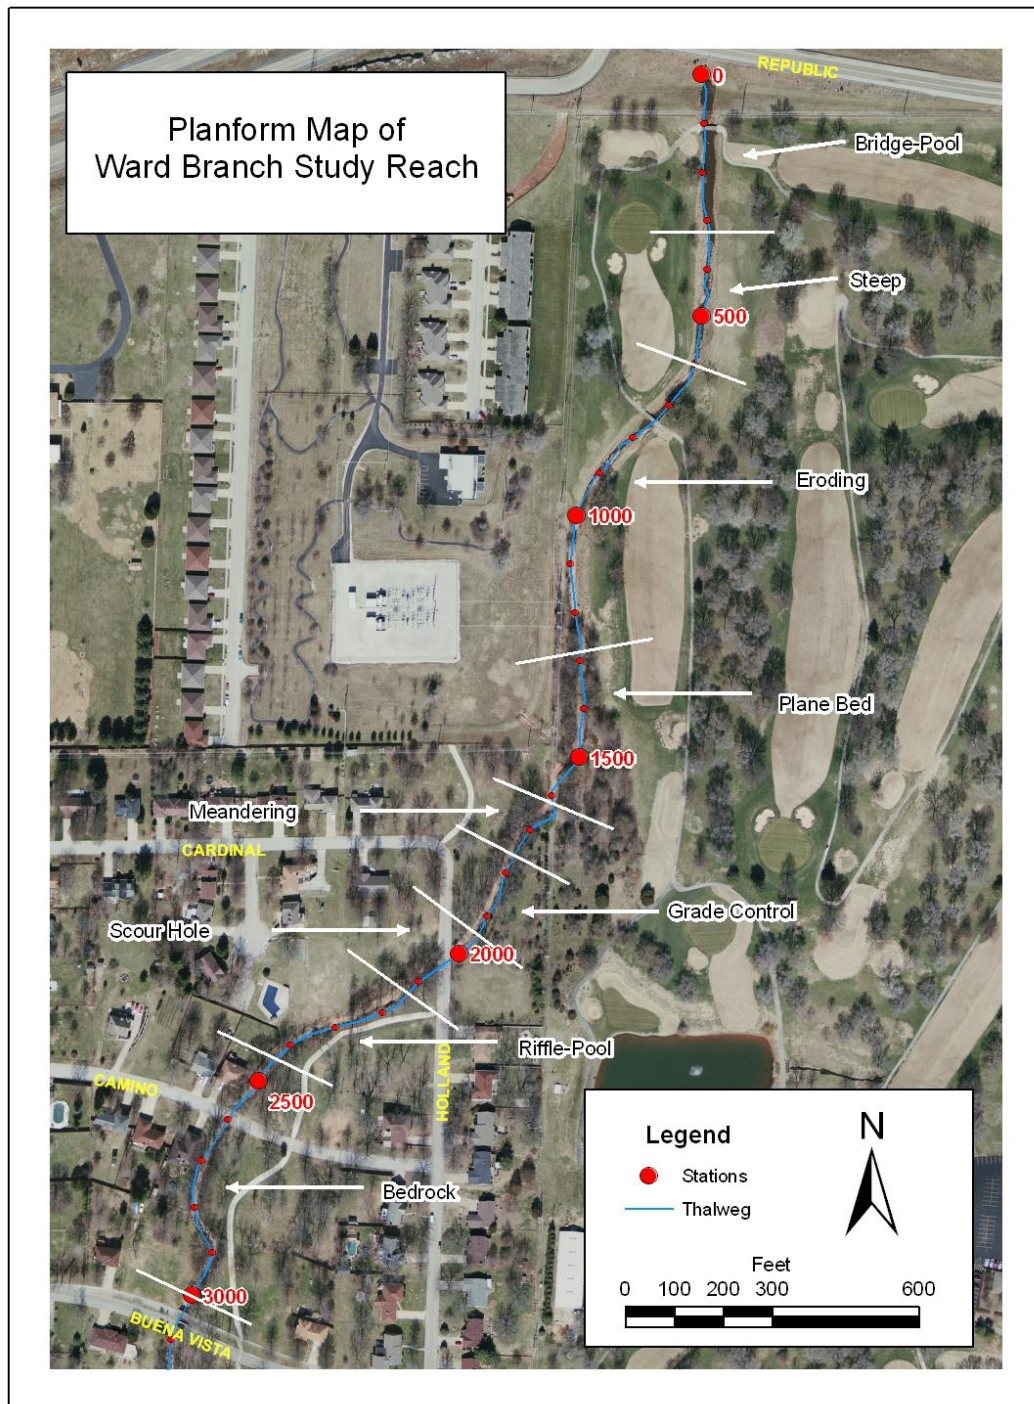 Planform Map of
Ward Branch Study Reach
REPUBLIC
0
Bridge-Pool
Steep
500
Eroding
1000
Plane Bed
1500
Meandering
CARDINAL
Grade Control
Scour Hole
2000
Riffle-Pool
HOLLAND
CAMINO
2500
Bedrock
3000
BUENA VISTA
Legend
Stations
Thalweg
N
Feet
0 100 200 300 600